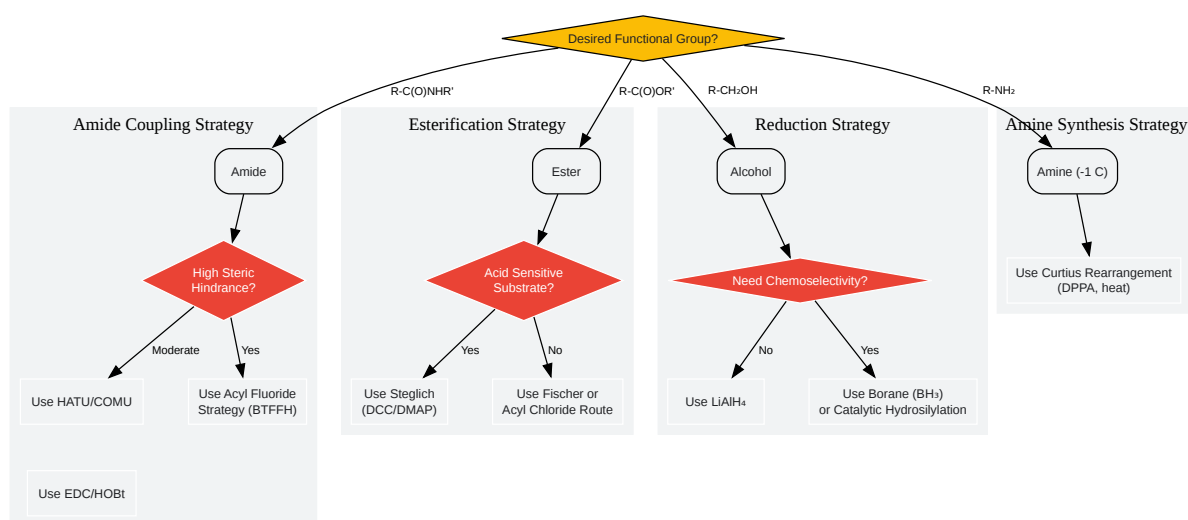 Desired Functional Group?
R-C(O)NHR'
R-C(O)OR'
R-CH₂OH
R-NH₂
Amide Coupling Strategy
Esterification Strategy
Reduction Strategy
Amine Synthesis Strategy
Amide
Ester
Alcohol
Amine (-1 C)
High Steric
Hindrance?
Acid Sensitive
Substrate?
Need Chemoselectivity?
Use Curtius Rearrangement
(DPPA, heat)
Moderate
Yes
Yes
No
No
Yes
Use HATU/COMU
Use Acyl Fluoride
Strategy (BTFFH)
Use Steglich
(DCC/DMAP)
Use Fischer or
Acyl Chloride Route
Use LiAlH₄
Use Borane (BH₃)
or Catalytic Hydrosilylation
Use EDC/HOBt